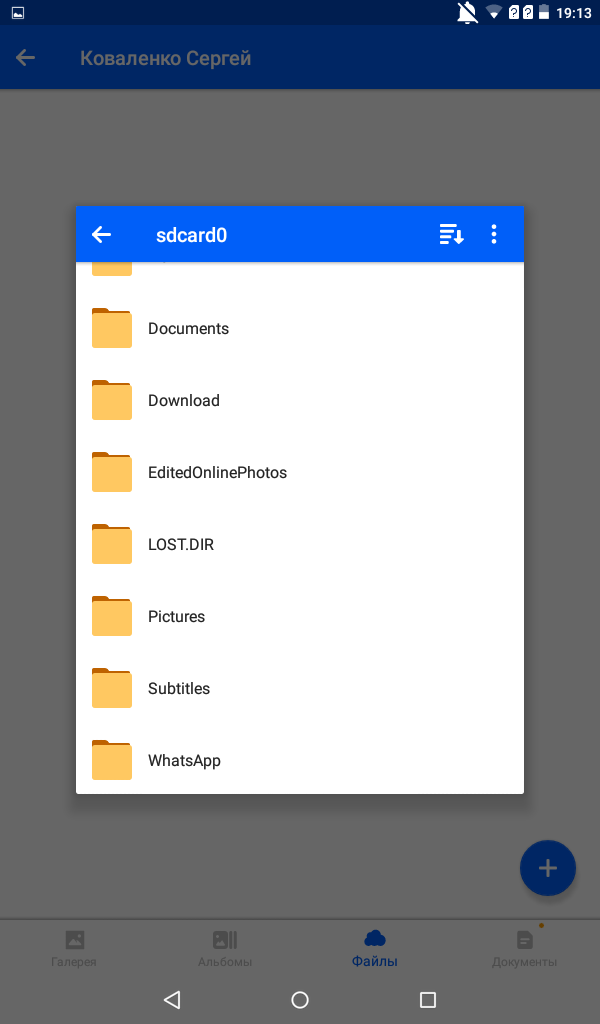 19:13
Коваленко Сергей
sdcard0
Documents
Download
EditedOnlinePhotos
LOST.DIR
Pictures
Subtitles
WhatsApp
Галерея
Альбомы
Файлы
Документы